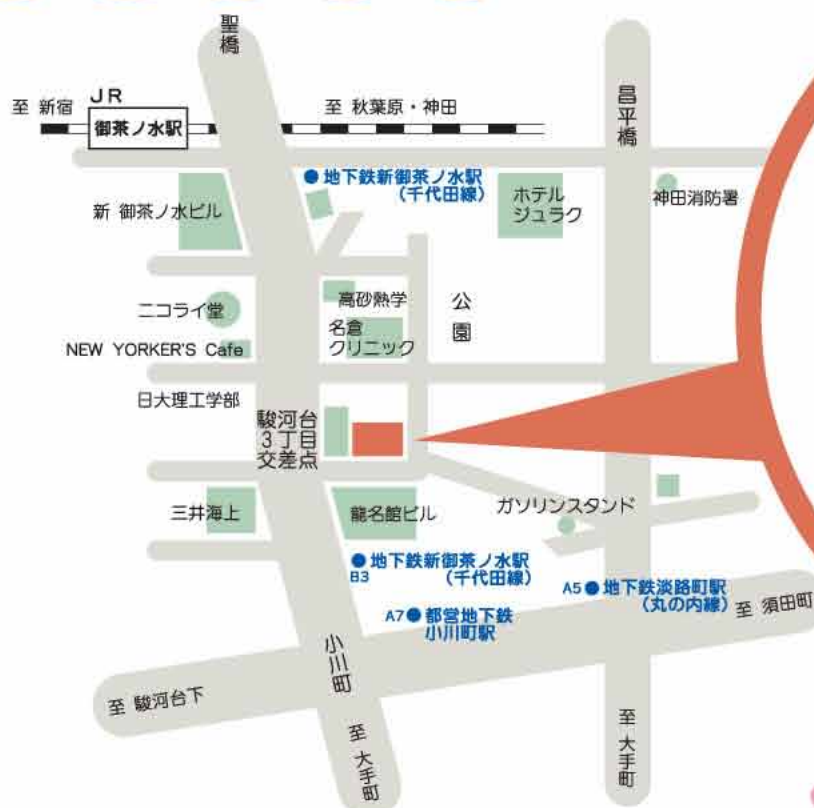 聖橋
昌平橋
JR
至 新宿
御茶ノ水駅
至 秋葉原・神田
地下鉄新御茶ノ水駅
(千代田線)
新 御茶ノ水ビル
ホテル
ジュラク
神田消防署
ニコライ堂
高砂熱学
公園
名倉
クリニック
NEW YORKER'S Cafe
日大理工学部
駿河台
3丁目
交差点
三井海上
龍名館ビル
ガソリンスタンド
地下鉄新御茶ノ水駅
B3 (千代田線)
A5 地下鉄淡路町駅
(丸の内線)
至 須田町
A7 都営地下鉄
小川町駅
小川町
至 駿河台下
至 大手町
至 大手町